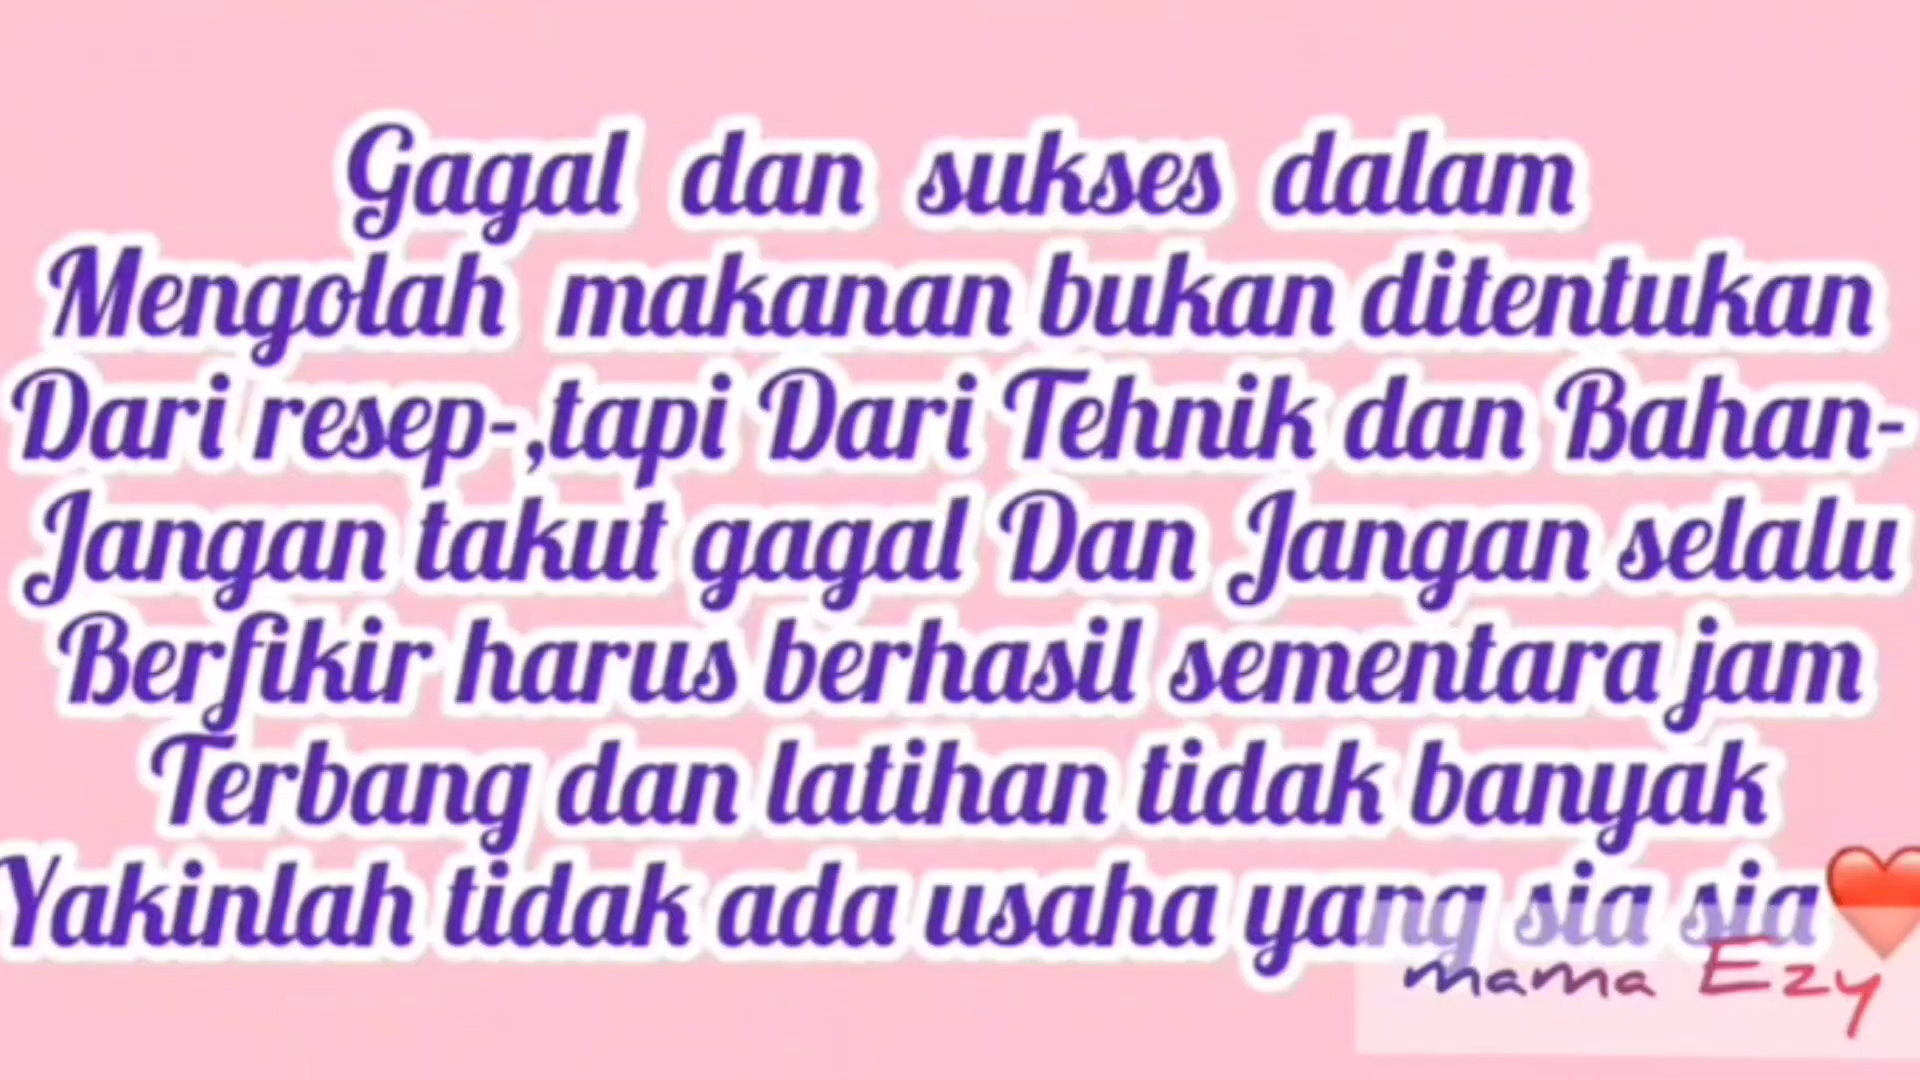 Gagal dan sukses dalam
Mengolah makanan bukan ditentukan
Dari resep-,tapi Dari Tehnik dan Bahan-
Jangan takut gagal Dan Jangan selalu
Berfikir harus berhasil sementara jam
Terbang dan latihan tidak banyak
Yakinlah tidak ada usaha yang sia sia❤️
mama Ezy